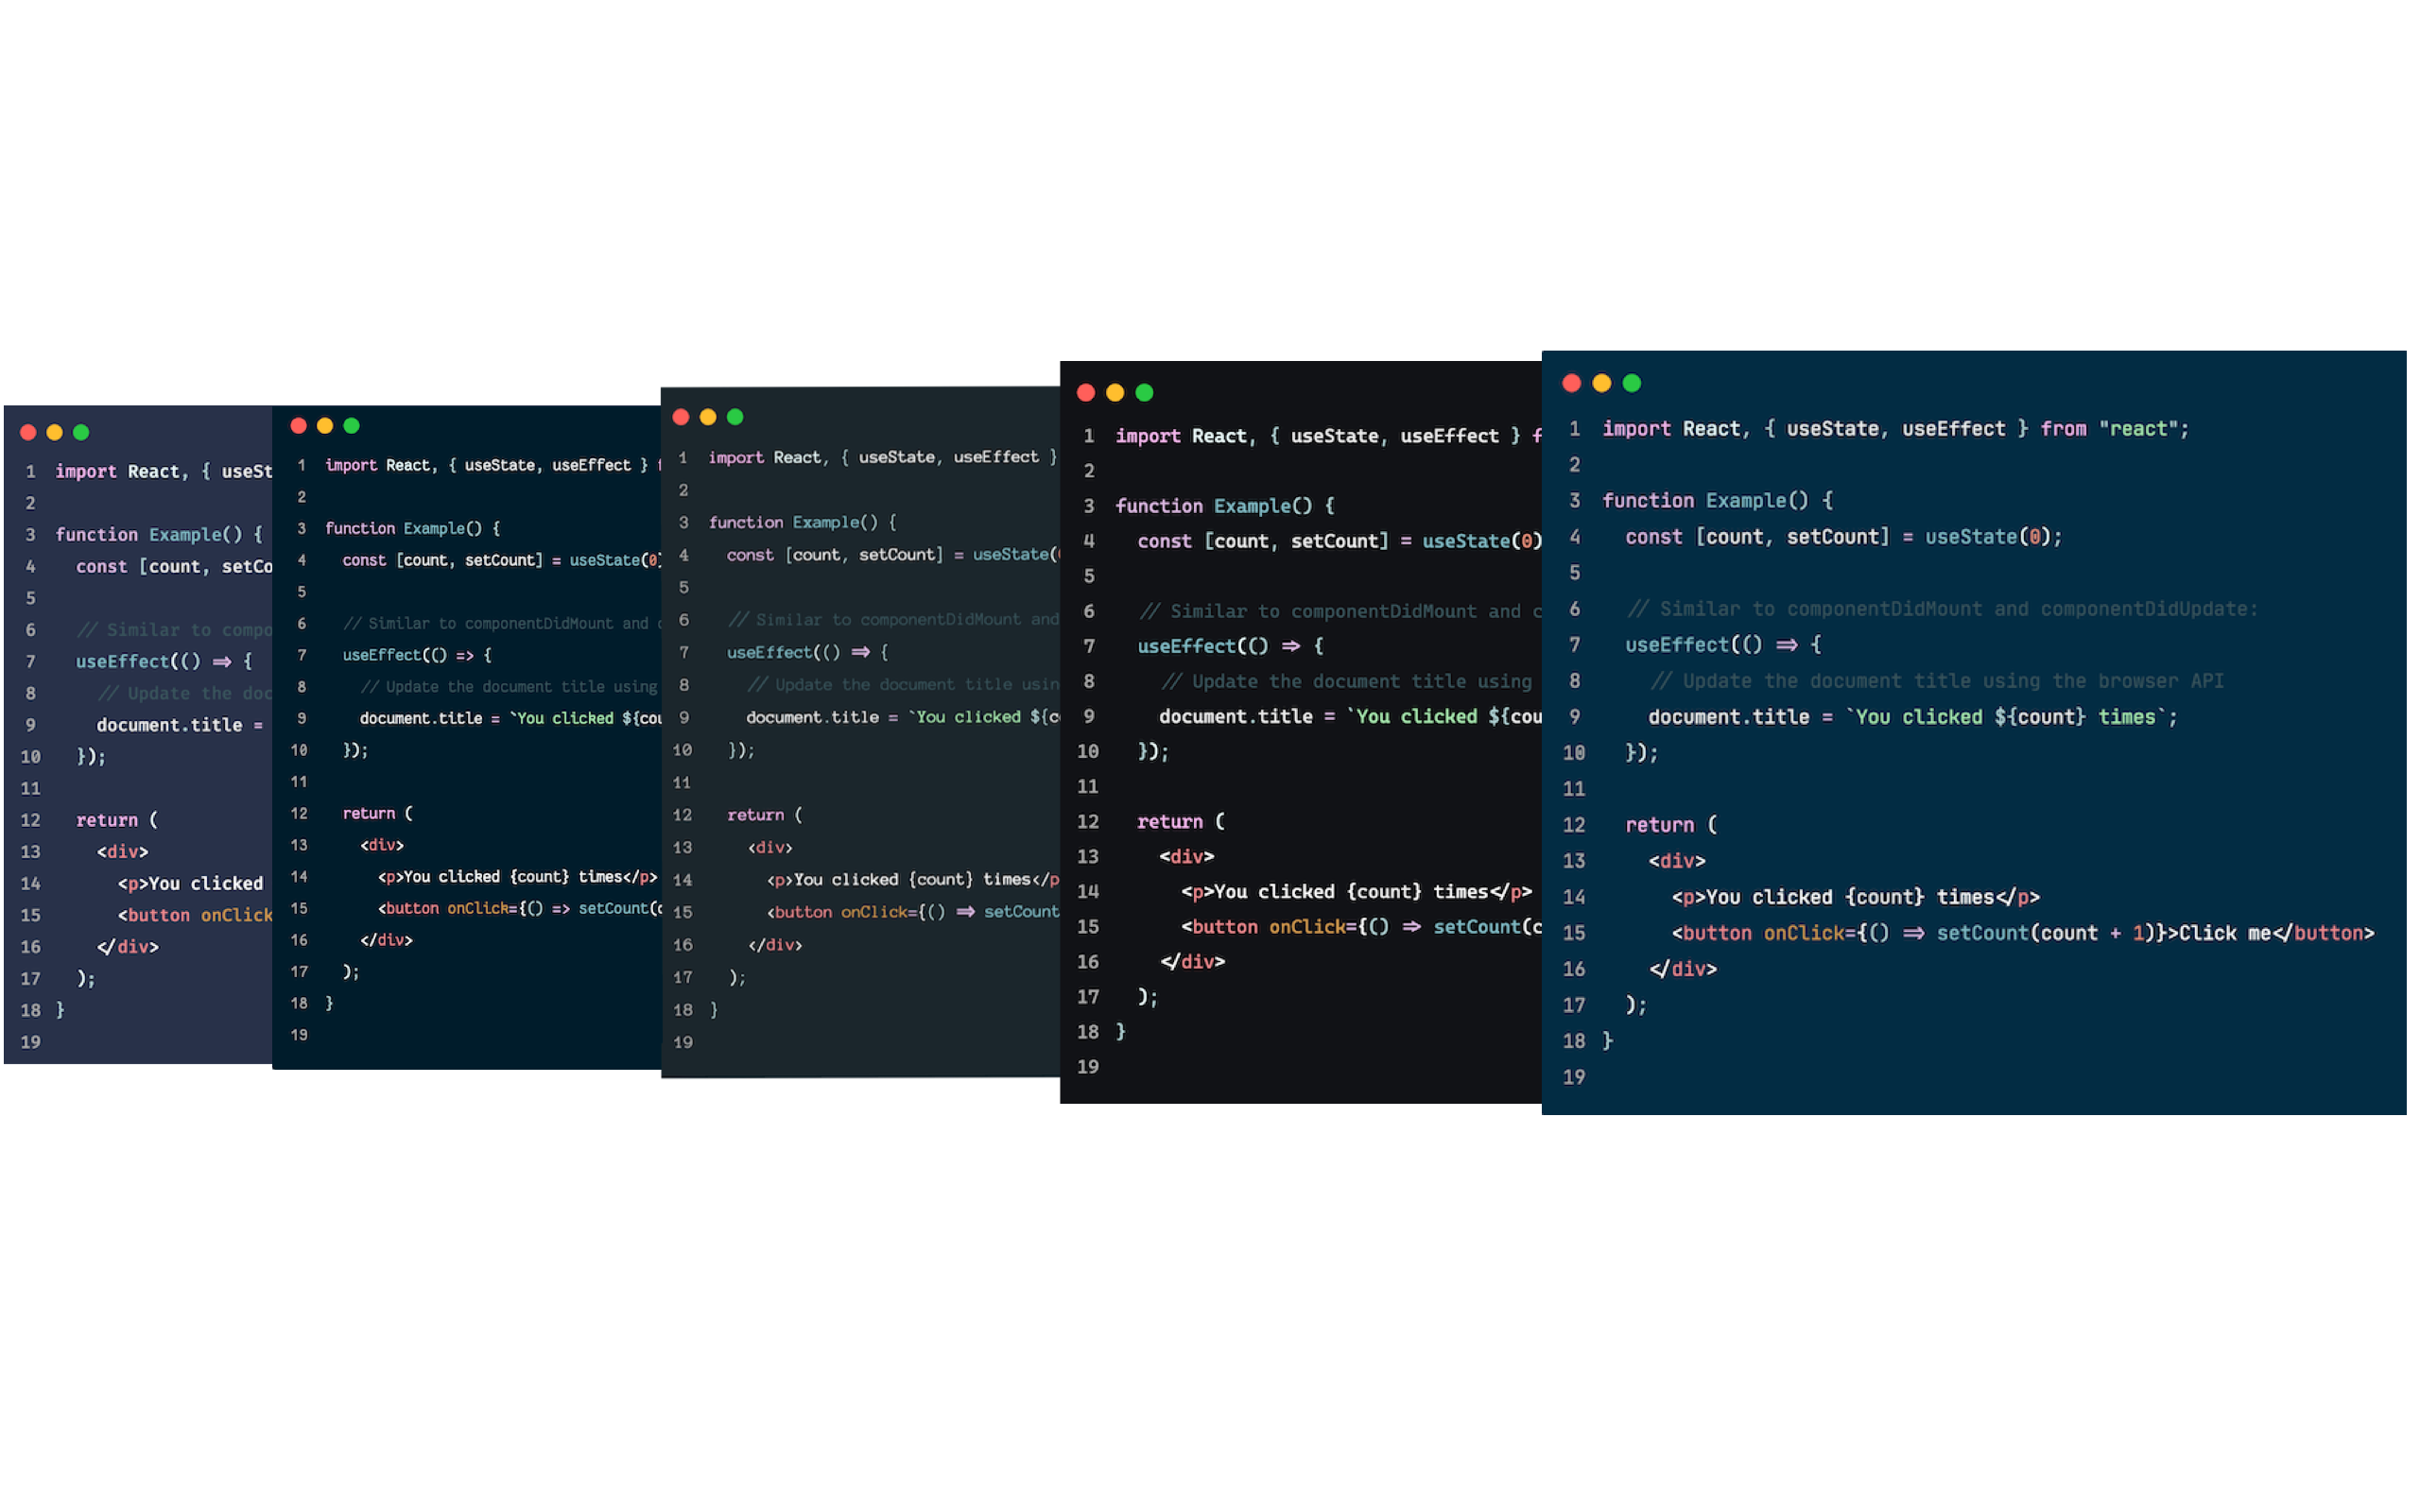 1 import React, { useSt
2
3 function Example() {
4 const [count, setCo
5
6 // Similar to compo
7 useEffect(() => {
8 // Update the doc
9 document.title =
10 });
11
12 return (
13 <div>
14 <p>You clicked
15 <button onClick
16 </div>
17 );
18 }
19
1 import React, { useState, useEffect } f
2
3 function Example() {
4 const [count, setCount] = useState(0)
5
6 // Similar to componentDidMount and c
7 useEffect(() => {
8 // Update the document title using
9 document.title = `You clicked ${cou
10 });
11
12 return (
13 <div>
14 <p>You clicked {count} times</p>
15 <button onClick={() => setCount(c
16 </div>
17 );
18 }
19
1 import React, { useState, useEffect }
2
3 function Example() {
4 const [count, setCount] = useState(
5
6 // Similar to componentDidMount and
7 useEffect(() => {
8 // Update the document title usin
9 document.title = `You clicked ${c
10 });
11
12 return (
13 <div>
14 <p>You clicked {count} times</p
15 <button onClick={() => setCount
16 </div>
17 );
18 }
19
1 import React, { useState, useEffect } f
2
3 function Example() {
4 const [count, setCount] = useState(0)
5
6 // Similar to componentDidMount and c
7 useEffect(() => {
8 // Update the document title using
9 document.title = `You clicked ${cou
10 });
11
12 return (
13 <div>
14 <p>You clicked {count} times</p>
15 <button onClick={() => setCount(c
16 </div>
17 );
18 }
19
1 import React, { useState, useEffect } from "react";
2
3 function Example() {
4 const [count, setCount] = useState(0);
5
6 // Similar to componentDidMount and componentDidUpdate:
7 useEffect(() => {
8 // Update the document title using the browser API
9 document.title = `You clicked ${count} times`;
10 });
11
12 return (
13 <div>
14 <p>You clicked {count} times</p>
15 <button onClick={() => setCount(count + 1)}>Click me</button>
16 </div>
17 );
18 }
19